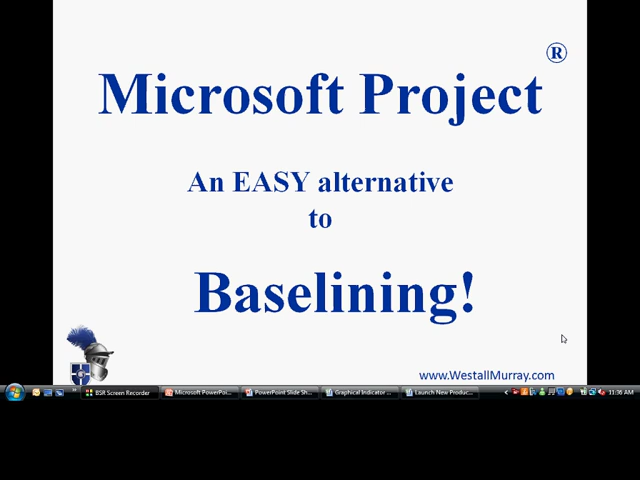 ®
Microsoft Project
An EASY alternative
to
Baselining!
www.WestallMurray.com
BSR Screen Recorder
Microsoft PowerPo...
PowerPoint Slide Sh...
Graphical Indicator ...
Launch New Produc...
11:36 AM